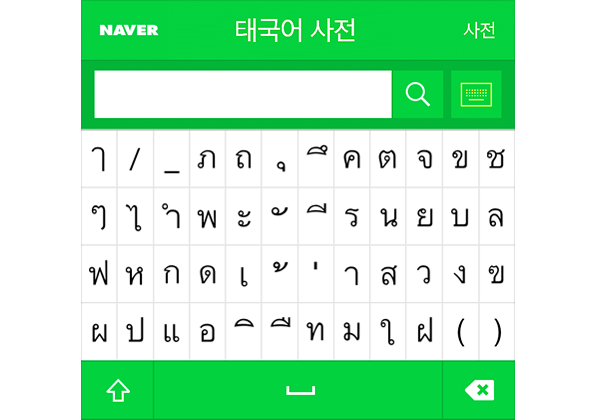 NAVER 태국어 사전 사전
ๅ / _ ภ ถ ุ ึ ค ต จ ข ช
ๆ ไ ำ พ ะ ั ี ร น ย บ ล
ฟ ห ก ด เ ้ ่ า ส ว ง ฃ
ผ ป แ อ ิ ื ท ม ใ ฝ ( )